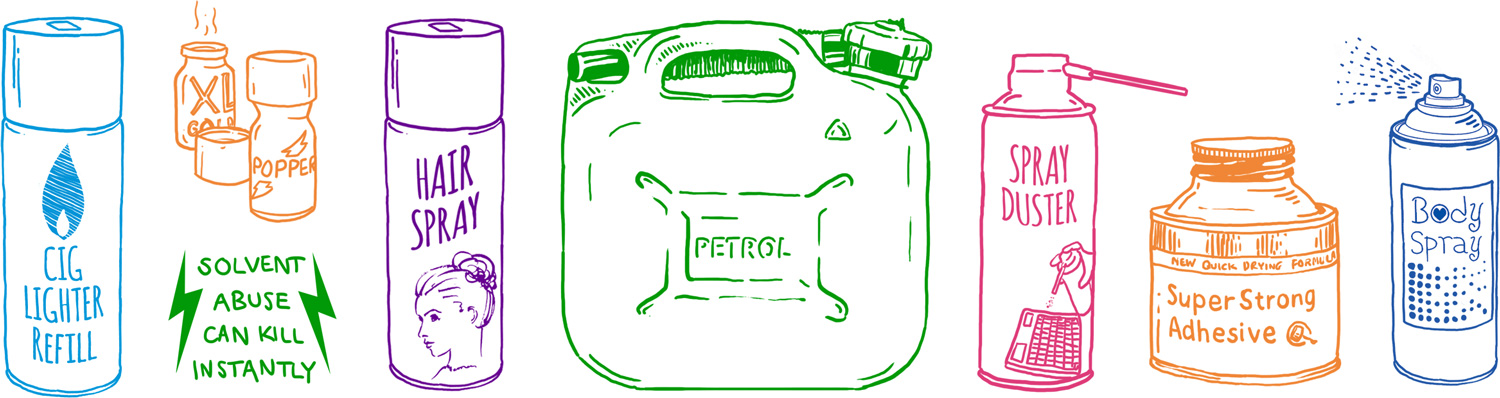 CIG
LIGHTER
REFILL
XL
GOLD
POPPER
SOLVENT
ABUSE
CAN KILL
INSTANTLY
HAIR
SPRAY
PETROL
SPRAY
DUSTER
NEW QUICK DRYING FORMULA
Super Strong
Adhesive
Body
Spray